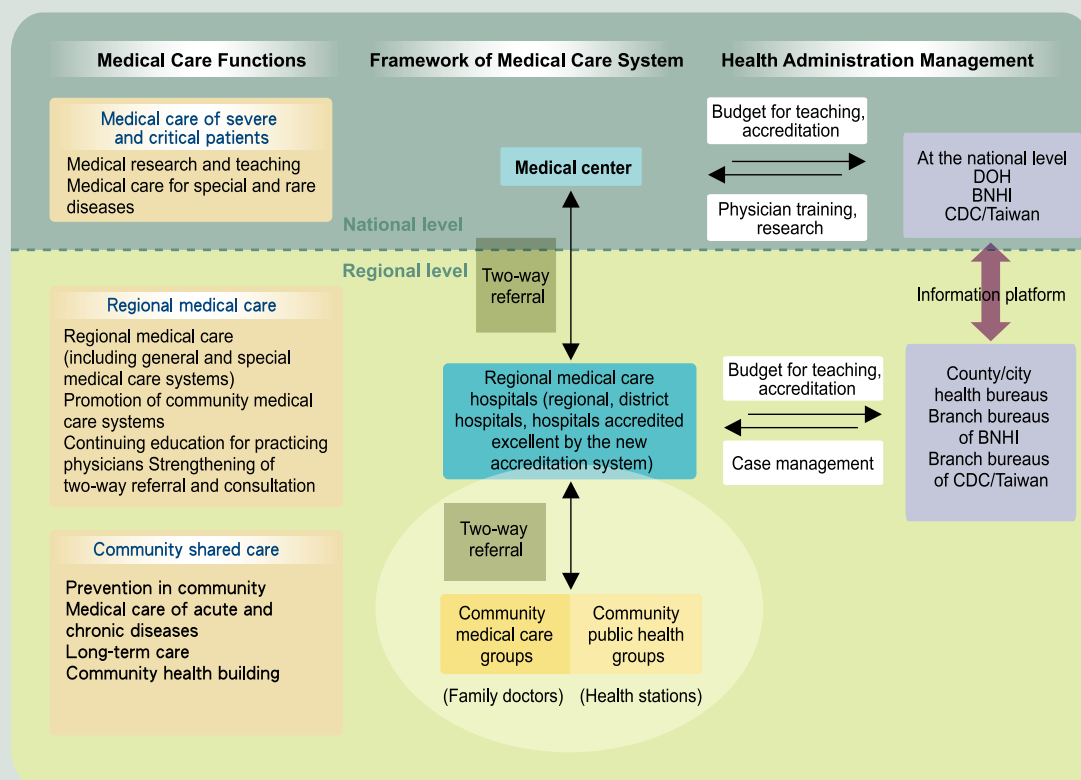 Medical Care Functions
Framework of Medical Care System
Health Administration Management
Medical care of severe
and critical patients
Medical research and teaching
Medical care for special and rare
diseases
National level
Regional level
Medical center
Budget for teaching,
accreditation
Physician training,
research
At the national level
DOH
BNHI
CDC/Taiwan
Two-way
referral
Information platform
Regional medical care
Regional medical care
(including general and special
medical care systems)
Promotion of community medical
care systems
Continuing education for practicing
physicians Strengthening of
two-way referral and consultation
Regional medical care
hospitals (regional, district
hospitals, hospitals accredited
excellent by the new
accreditation system)
Budget for teaching,
accreditation
Case management
County/city
health bureaus
Branch bureaus
of BNHI
Branch bureaus
of CDC/Taiwan
Two-way
referral
Community shared care
Prevention in community
Medical care of acute and
chronic diseases
Long-term care
Community health building
Community
medical care
groups
Community
public health
groups
(Family doctors)
(Health stations)